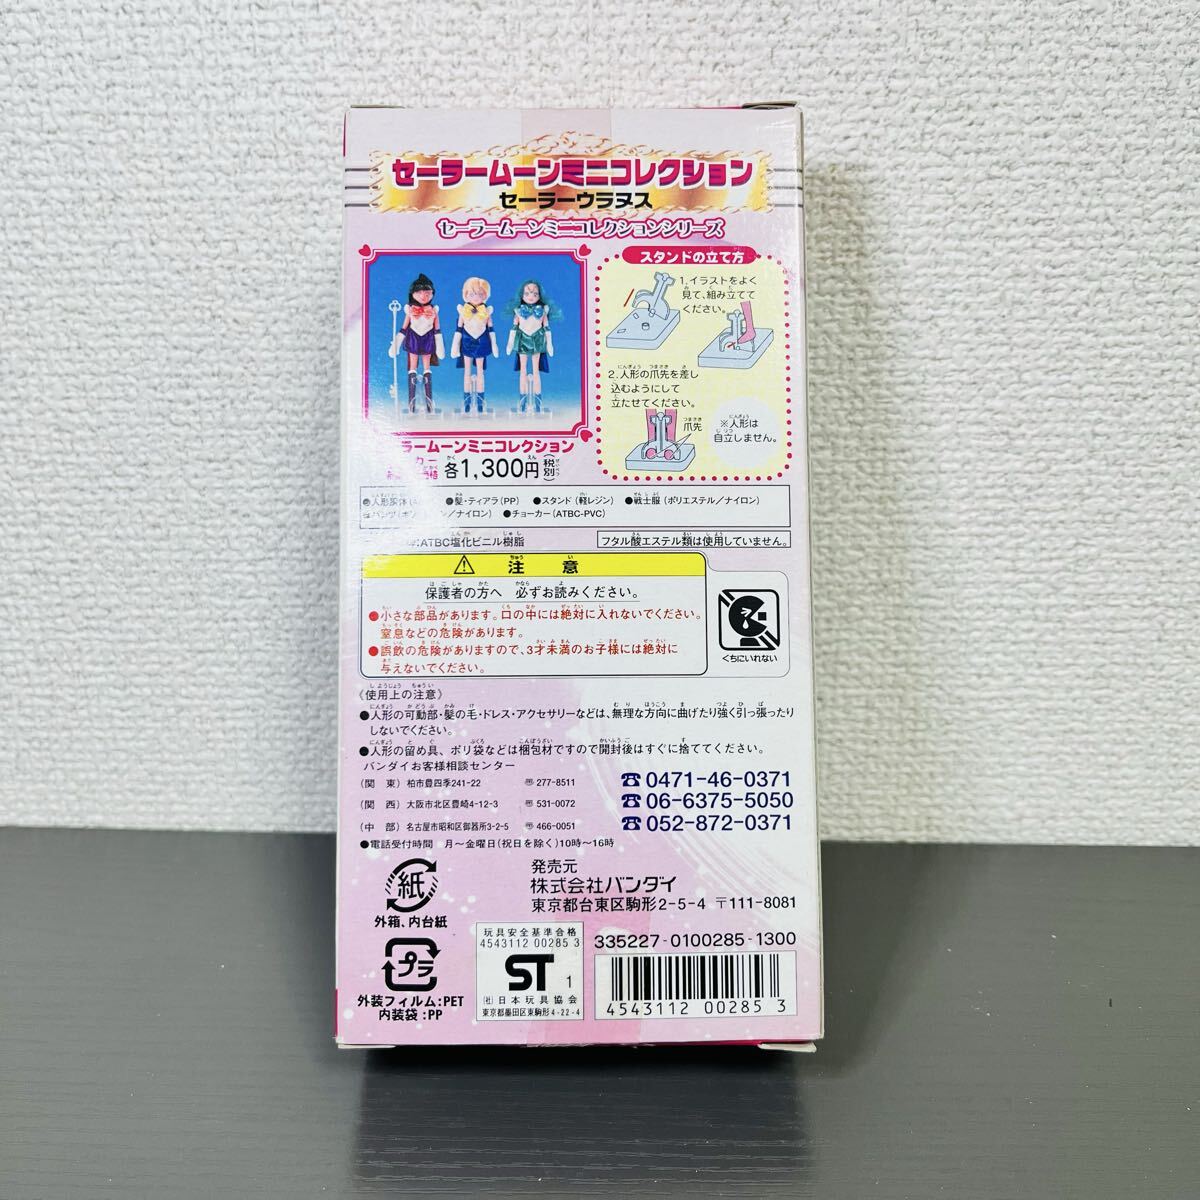 セーラームーンミニコレクション
セーラーウラヌス
セーラームーンミニコレクションシリーズ
スタンドの立て方
1.イラストをよく
見て、組み立てて
ください。
2.人形の爪先を差し
込むようにして
立たせてください。
爪先
※人形は
自立しません。
ラームーンミニコレクション
カー
各1,300円(税別)
●人形胴体 ●髪・ティアラ(PP) ●スタンド(軽レジン) ●戦士服(ポリエステル/ナイロン)
/ナイロン) ●チョーカー(ATBC-PVC)
:ATBC塩化ビニル樹脂
フタル酸エステル類は使用していません。
⚠ 注意
保護者の方へ 必ずお読みください。
●小さな部品があります。口の中には絶対に入れないでください。
窒息などの危険があります。
●誤飲の危険がありますので、3才未満のお子様には絶対に
与えないでください。
くちにいれない
《使用上の注意》
●人形の可動部・髪の毛・ドレス・アクセサリーなどは、無理な方向に曲げたり強く引っ張ったり
しないでください。
●人形の留め具、ポリ袋などは梱包材ですので開封後はすぐに捨ててください。
バンダイお客様相談センター
(関東) 柏市豊四季241-22 〒277-8511 ☎0471-46-0371
(関西) 大阪市北区豊崎4-12-3 〒531-0072 ☎06-6375-5050
(中部) 名古屋市昭和区御器所3-2-5 〒466-0051 ☎052-872-0371
●電話受付時間 月〜金曜日(祝日を除く)10時〜16時
紙
外箱、内台紙
発売元
株式会社バンダイ
東京都台東区駒形2-5-4 〒111-8081
プラ
外装フィルム:PET
内装袋:PP
玩具安全基準合格
4543112 00285 3
ST 1
(社)日本玩具協会
東京都墨田区東駒形4-22-4
335227-0100285-1300
4543112 00285 3